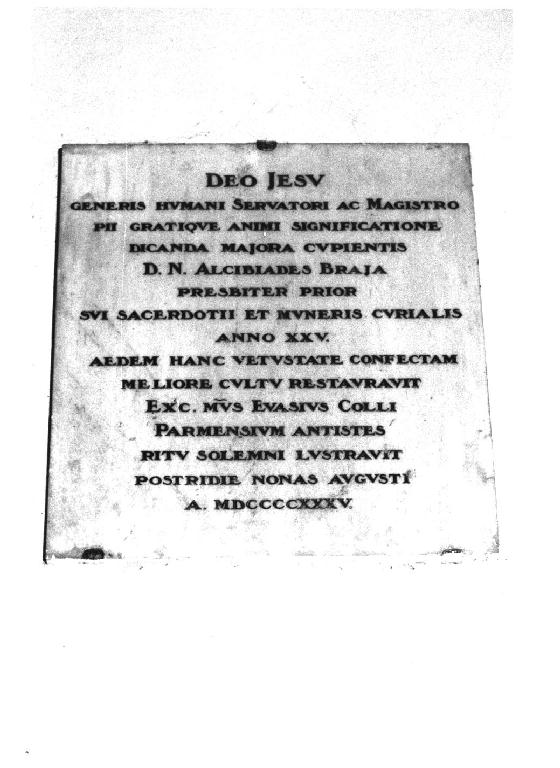 DEO JESV
GENERIS HVMANI SERVATORI AC MAGISTRO
PII GRATIQVE ANIMI SIGNIFICATIONE
DICANDA MAJORA CVPIENTIS
D. N. ALCIBIADES BRAJA
PRESBITER PRIOR
SVI SACERDOTII ET MVNERIS CVRIALIS
ANNO XXV.
AEDEM HANC VETVSTATE CONFECTAM
MELIORE CVLTV RESTAVRAVIT
EXC. MV̅S EVASIVS COLLI
PARMENSIVM ANTISTES
RITV SOLEMNI LVSTRAVIT
POSTRIDIE NONAS AVGVSTI
A. MDCCCCXXXV.